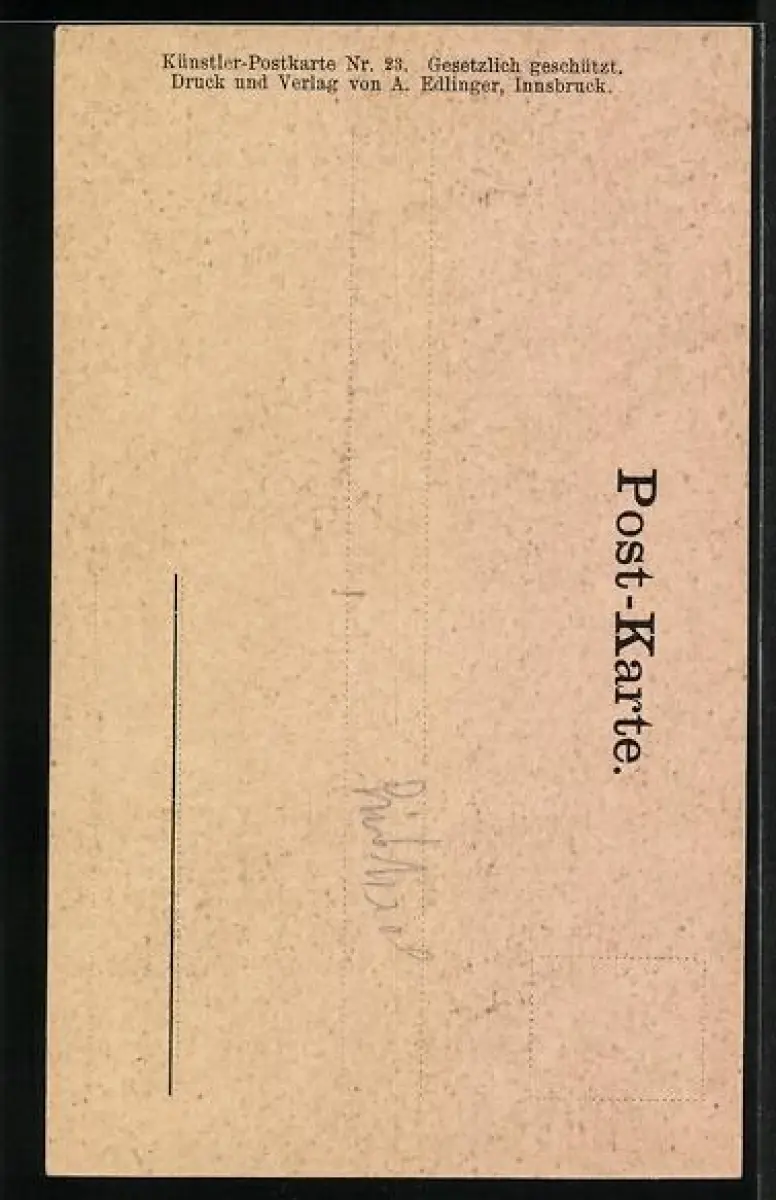 Künstler-Postkarte Nr. 23. Gesetzlich geschützt.
Druck und Verlag von A. Edlinger, Innsbruck.
Post-Karte.